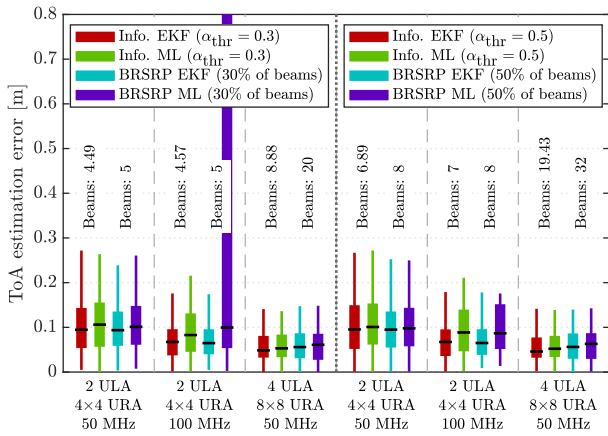 0.8
0.7
0.6
0.5
0.4
0.3
0.2
0.1
0
ToA estimation error [m]
Info. EKF (α_thr = 0.3)
Info. ML (α_thr = 0.3)
BRSRP EKF (30% of beams)
BRSRP ML (30% of beams)
Info. EKF (α_thr = 0.5)
Info. ML (α_thr = 0.5)
BRSRP EKF (50% of beams)
BRSRP ML (50% of beams)
Beams: 4.49
Beams: 5
Beams: 4.57
Beams: 5
Beams: 8.88
Beams: 20
Beams: 6.89
Beams: 8
Beams: 7
Beams: 8
Beams: 19.43
Beams: 32
2 ULA
4×4 URA
50 MHz
2 ULA
4×4 URA
100 MHz
4 ULA
8×8 URA
50 MHz
2 ULA
4×4 URA
50 MHz
2 ULA
4×4 URA
100 MHz
4 ULA
8×8 URA
50 MHz